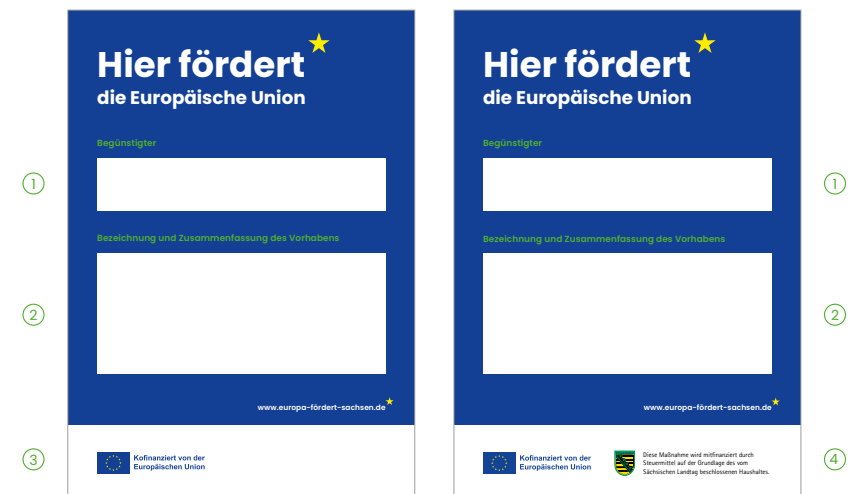 Hier fördert
die Europäische Union
Begünstigter
1
Bezeichnung und Zusammenfassung des Vorhabens
2
www.europa-fördert-sachsen.de
3
Kofinanziert von der
Europäischen Union
Hier fördert
die Europäische Union
Begünstigter
1
Bezeichnung und Zusammenfassung des Vorhabens
2
www.europa-fördert-sachsen.de
Kofinanziert von der
Europäischen Union
Diese Maßnahme wird mitfinanziert durch
Steuermittel auf der Grundlage des vom
Sächsischen Landtag beschlossenen Haushaltes.
4